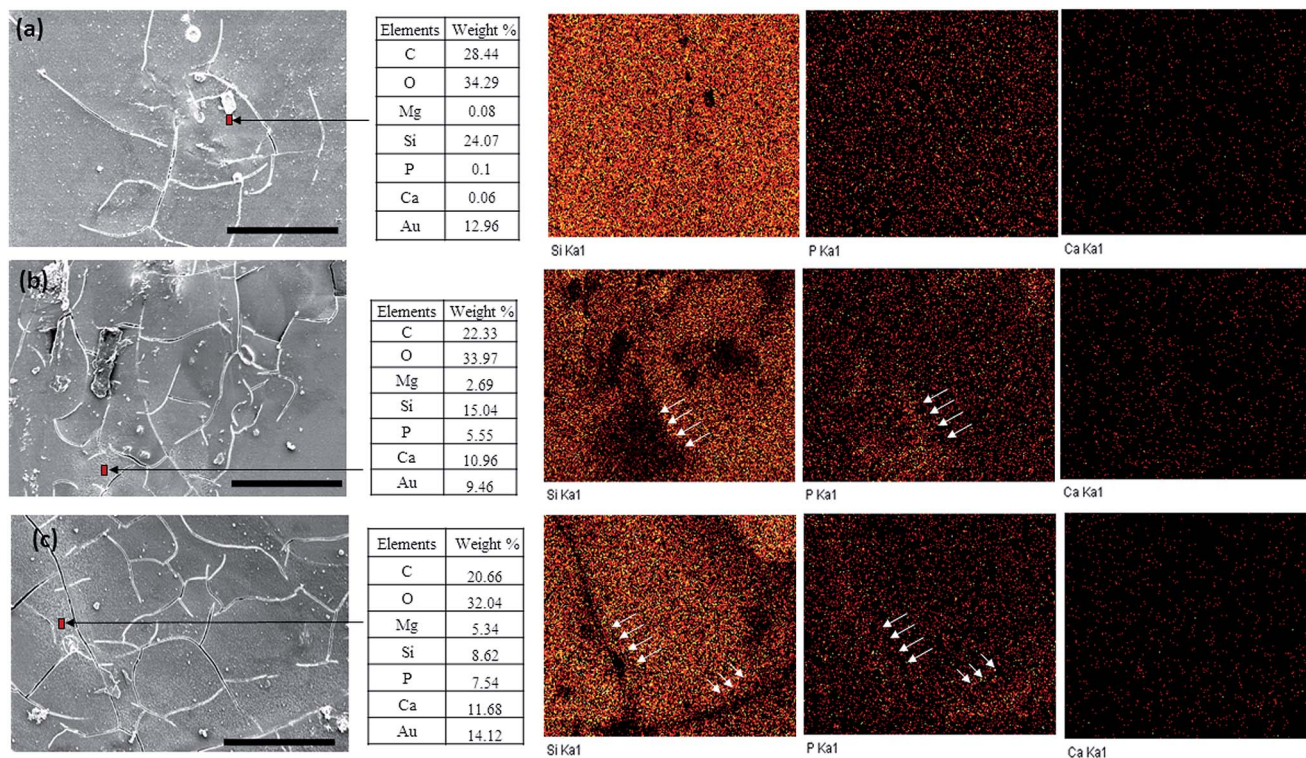 (a)
Elements Weight %
C 28.44
O 34.29
Mg 0.08
Si 24.07
P 0.1
Ca 0.06
Au 12.96
Si Ka1
P Ka1
Ca Ka1
(b)
Elements Weight %
C 22.33
O 33.97
Mg 2.69
Si 15.04
P 5.55
Ca 10.96
Au 9.46
Si Ka1
P Ka1
Ca Ka1
(c)
Elements Weight %
C 20.66
O 32.04
Mg 5.34
Si 8.62
P 7.54
Ca 11.68
Au 14.12
Si Ka1
P Ka1
Ca Ka1